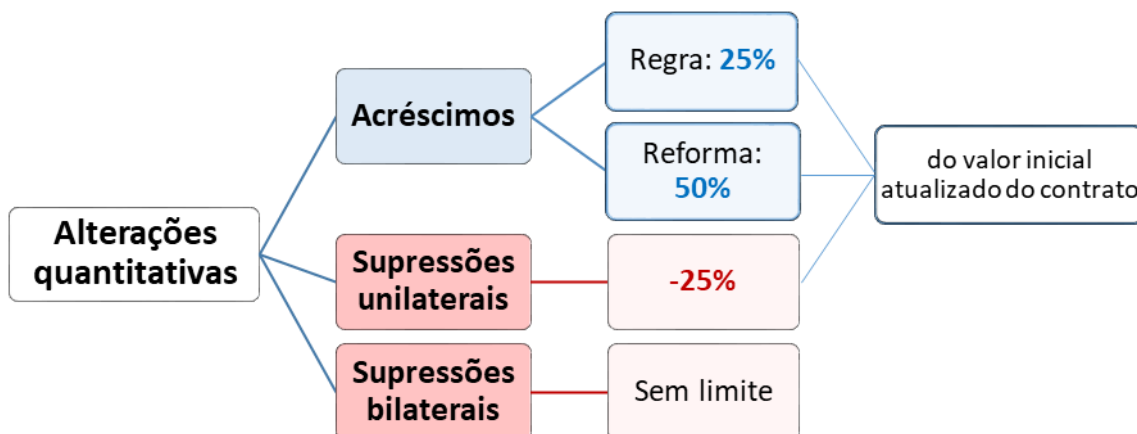 Alterações
quantitativas
Acréscimos
Regra: 25%
Reforma:
50%
do valor inicial
atualizado do contrato
Supressões
unilaterais
-25%
Supressões
bilaterais
Sem limite